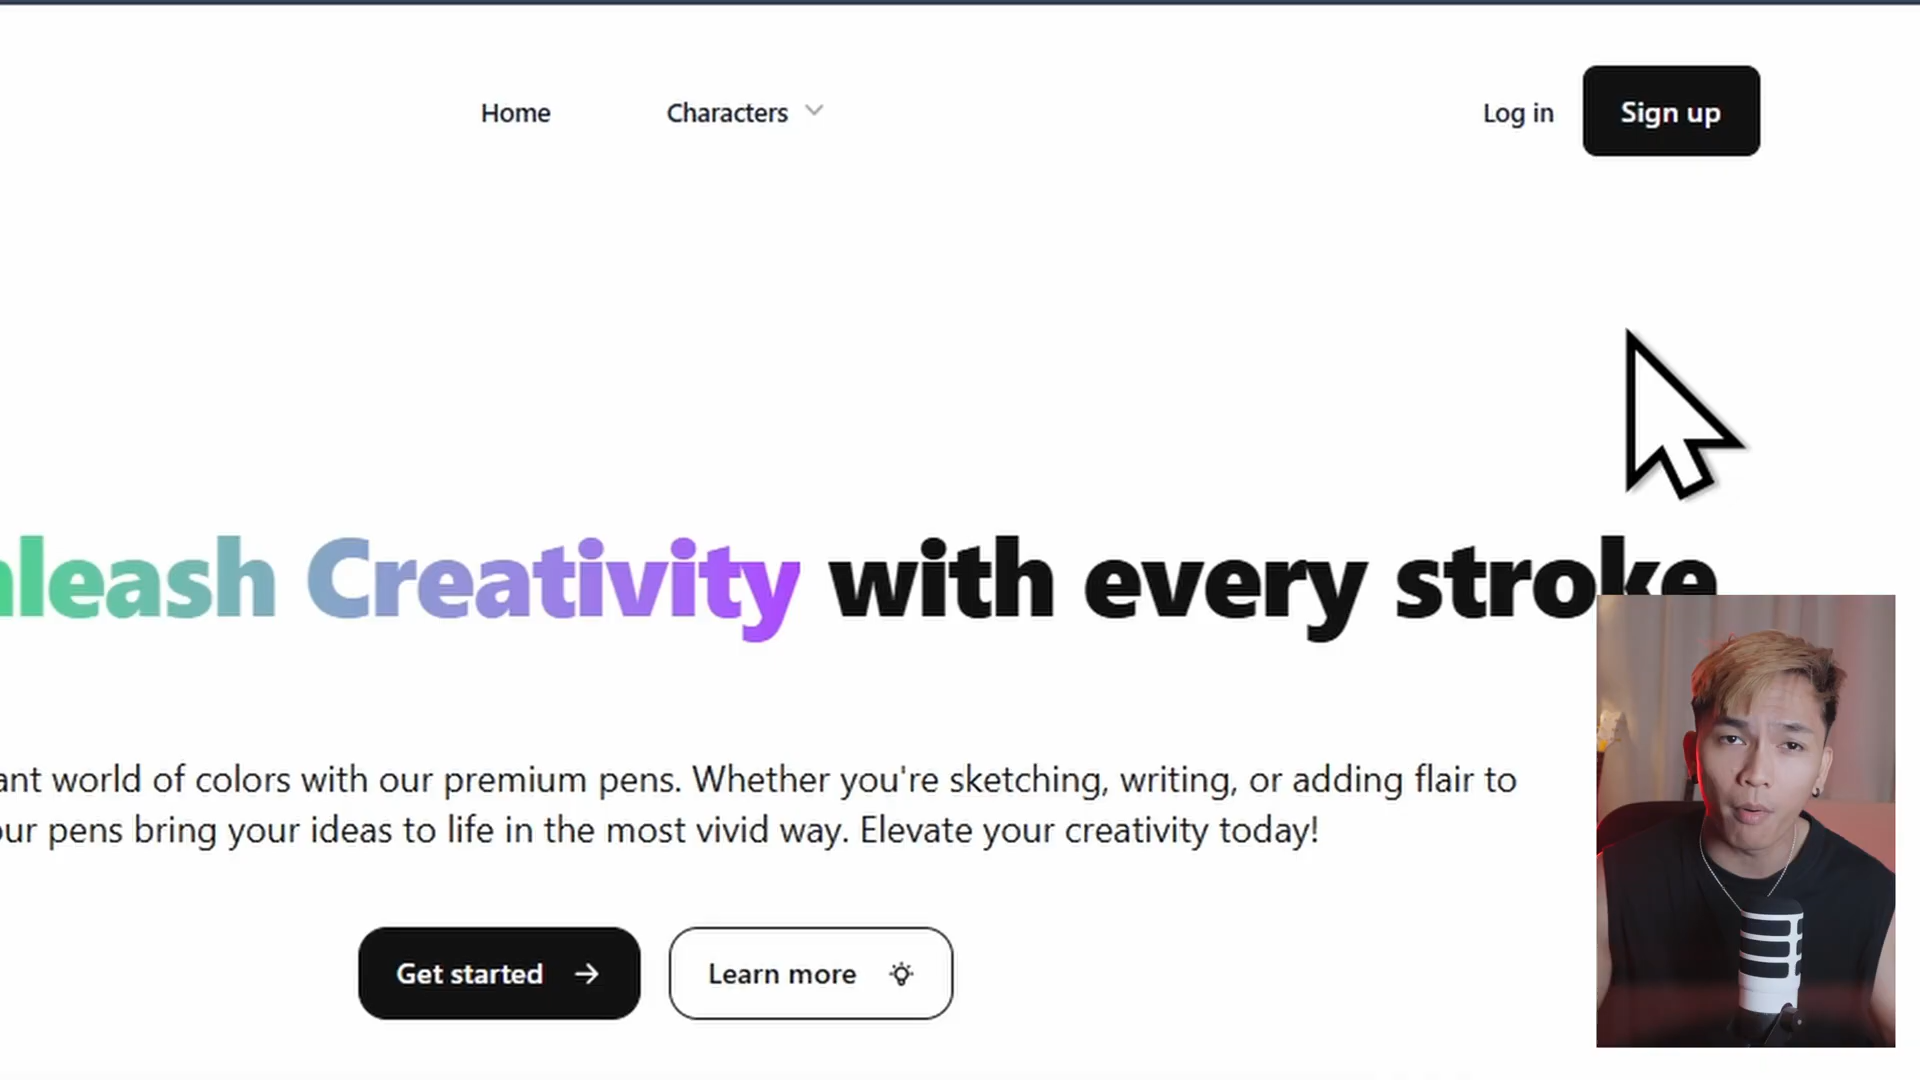 Home
Characters
Log in
Sign up
nleash Creativity with every stroke
ant world of colors with our premium pens. Whether you're sketching, writing, or adding flair to
our pens bring your ideas to life in the most vivid way. Elevate your creativity today!
Get started
Learn more